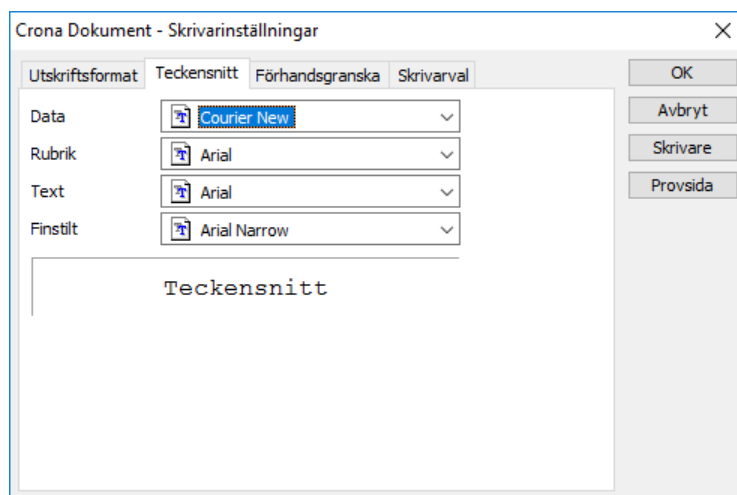 Crona Dokument - Skrivarinställningar
Utskriftsformat Teckensnitt Förhandsgranska Skrivarval OK
Data Courier New Avbryt
Rubrik Arial Skrivare
Text Arial Provsida
Finstilt Arial Narrow
Teckensnitt